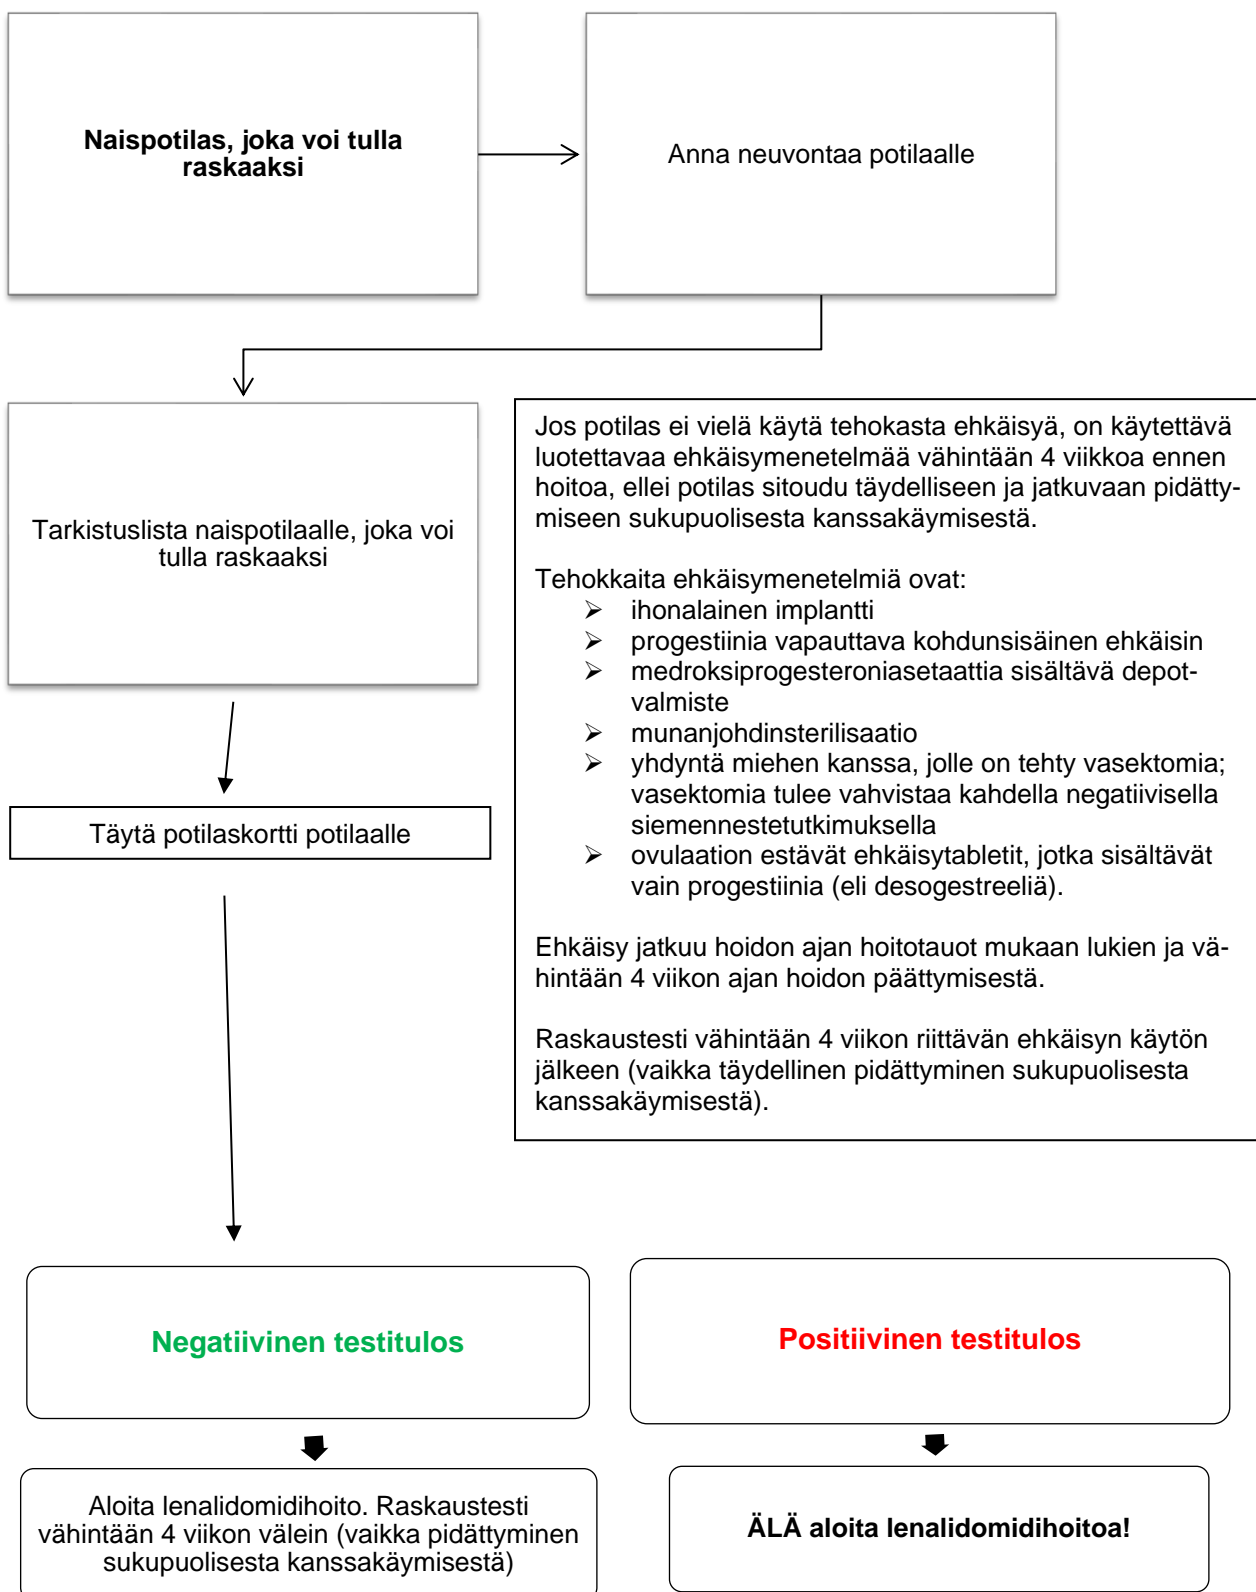 Naispotilas, joka voi tulla
raskaaksi
Anna neuvontaa potilaalle
Tarkistuslista naispotilaalle, joka voi
tulla raskaaksi
Täytä potilaskortti potilaalle
Jos potilas ei vielä käytä tehokasta ehkäisyä, on käytettävä
luotettavaa ehkäisymenetelmää vähintään 4 viikkoa ennen
hoitoa, ellei potilas sitoudu täydelliseen ja jatkuvaan pidätty-
miseen sukupuolisesta kanssakäymisestä.
Tehokkaita ehkäisymenetelmiä ovat:
➢ ihonalainen implantti
➢ progestiinia vapauttava kohdunsisäinen ehkäisin
➢ medroksiprogesteroniasetaattia sisältävä depot-
valmiste
➢ munanjohdinsterilisaatio
➢ yhdyntä miehen kanssa, jolle on tehty vasektomia;
vasektomia tulee vahvistaa kahdella negatiivisella
siemennestetutkimuksella
➢ ovulaation estävät ehkäisytabletit, jotka sisältävät
vain progestiinia (eli desogestreeliä).
Ehkäisy jatkuu hoidon ajan hoitotauot mukaan lukien ja vä-
hintään 4 viikon ajan hoidon päättymisestä.
Raskaustesti vähintään 4 viikon riittävän ehkäisyn käytön
jälkeen (vaikka täydellinen pidättyminen sukupuolisesta
kanssakäymisestä).
Negatiivinen testitulos
Positiivinen testitulos
Aloita lenalidomidihoito. Raskaustesti
vähintään 4 viikon välein (vaikka pidättyminen
sukupuolisesta kanssakäymisestä)
ÄLÄ aloita lenalidomidihoitoa!